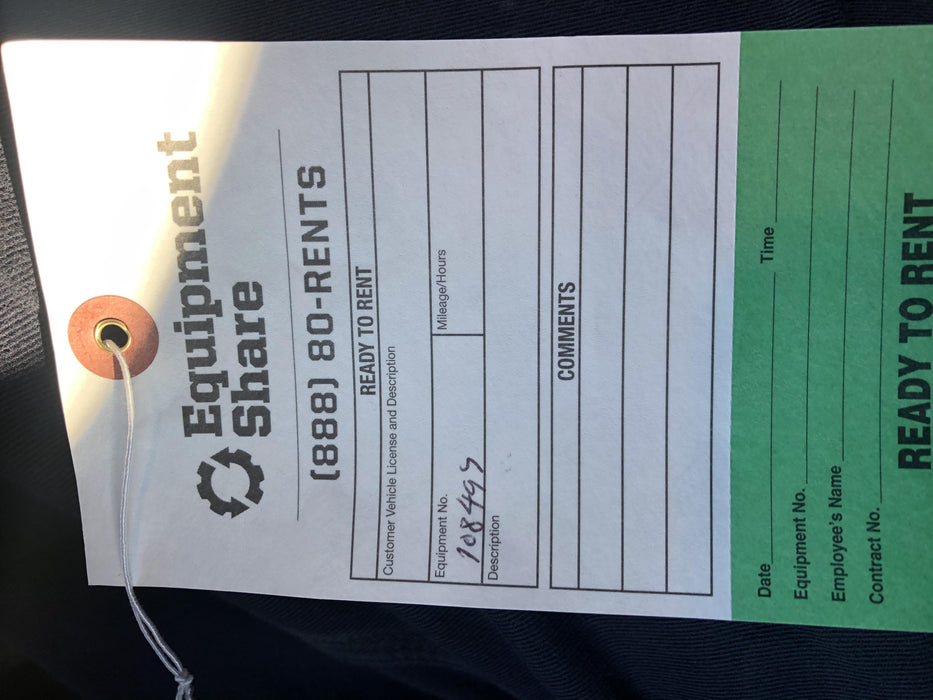 Equipment
Share
(888) 80-RENTS
READY TO RENT
Customer Vehicle License and Description
Equipment No.
108495
Mileage/Hours
Description
COMMENTS
Date
Time
Equipment No.
Employee's Name
Contract No.
READY TO RENT